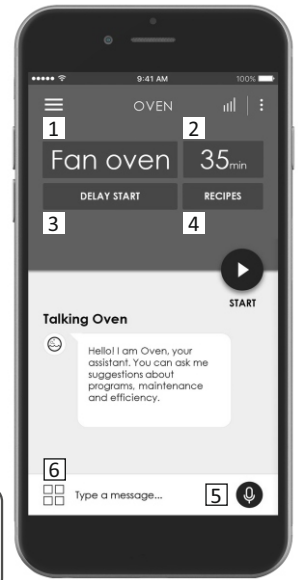 9:41 AM 100%
OVEN
1 2
Fan oven 35min
DELAY START RECIPES
3 4
START
Talking Oven
Hello! I am Oven, your
assistant. You can ask me
suggestions about
programs, maintenance
and efficiency.
6
Type a message... 5